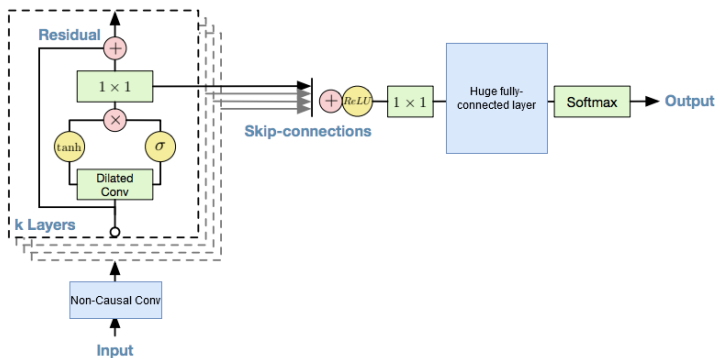 Residual
+
1 × 1
×
tanh
σ
Dilated
Conv
k Layers
Non-Causal Conv
Input
Skip-connections
+
ReLU
1 × 1
Huge fully-
connected layer
Softmax
Output